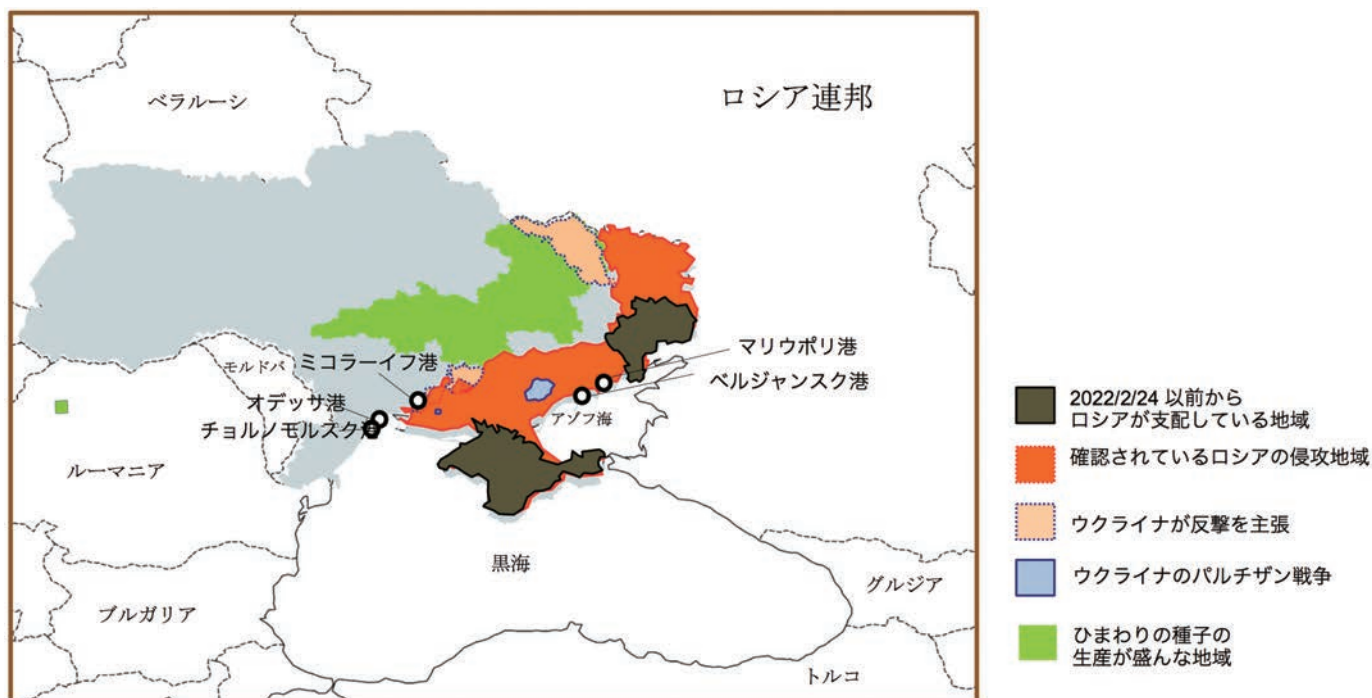 ベラルーシ
ロシア連邦
モルドバ
ミコラーイフ港
マリウポリ港
ベルジャンスク港
オデッサ港
チョルノモルスク港
アゾフ海
ルーマニア
黒海
ブルガリア
グルジア
トルコ
2022/2/24 以前から
ロシアが支配している地域
確認されているロシアの侵攻地域
ウクライナが反撃を主張
ウクライナのパルチザン戦争
ひまわりの種子の
生産が盛んな地域